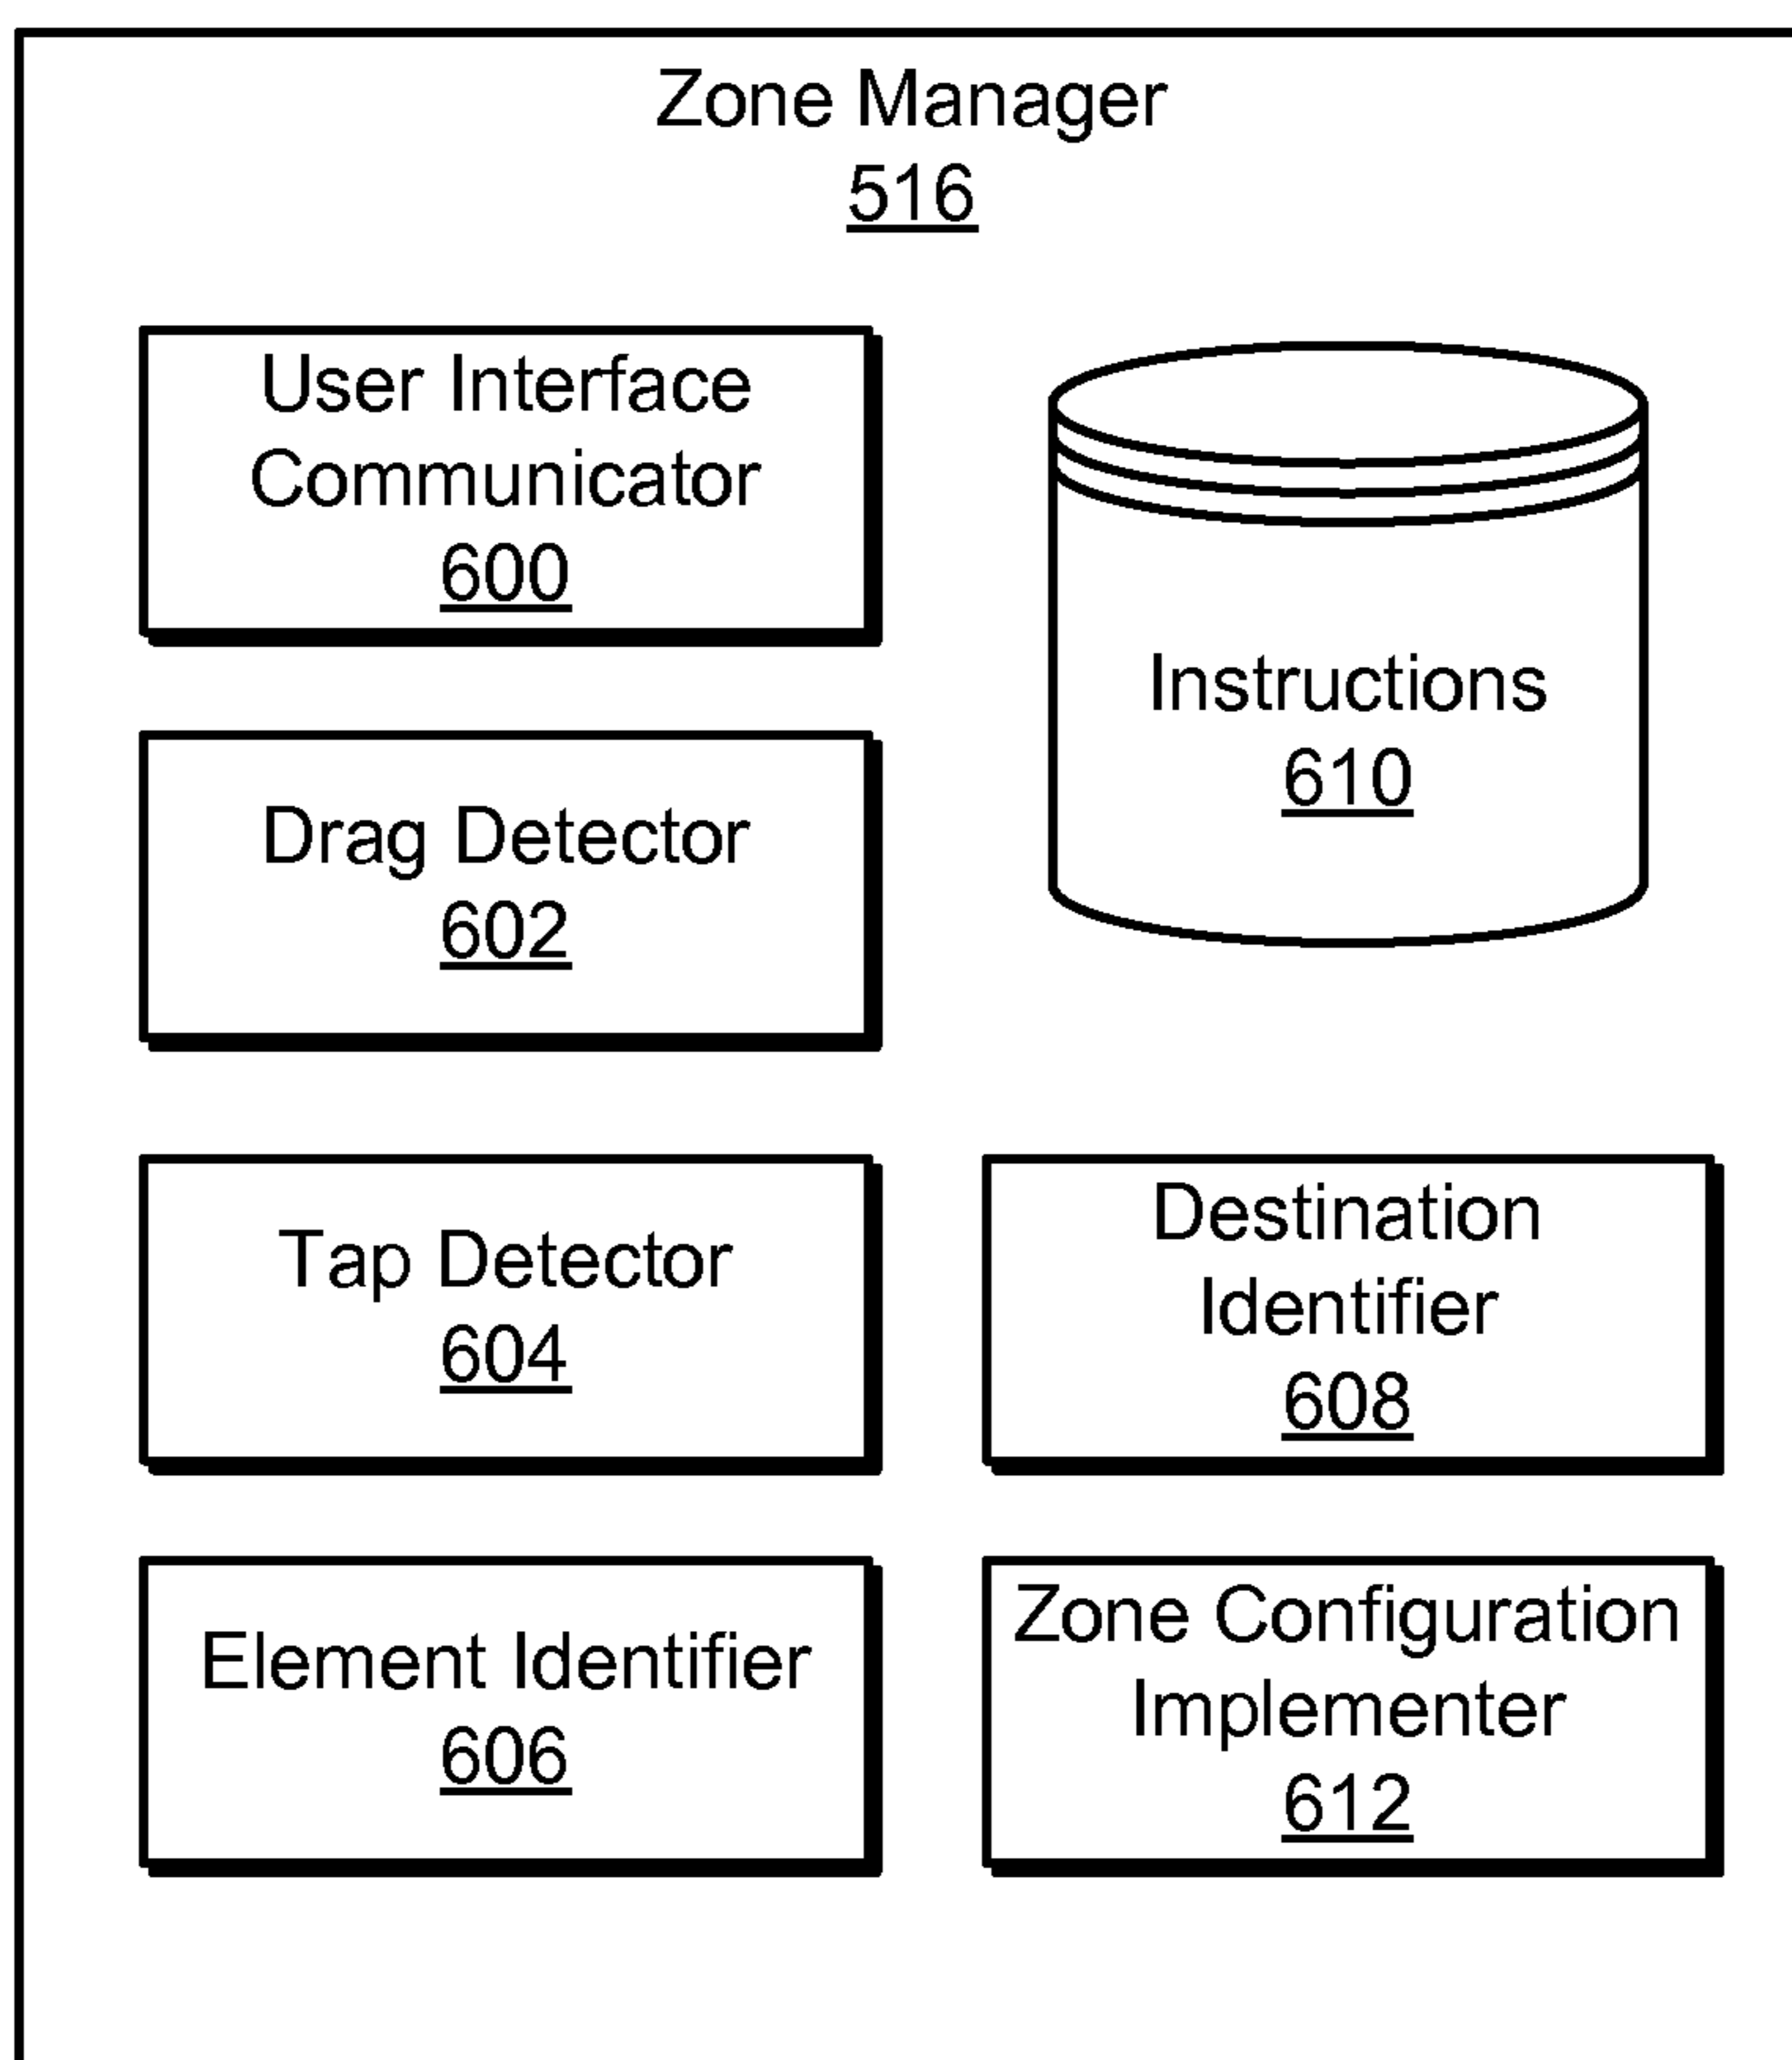 Zone Manager
516
User Interface
Communicator
600
Instructions
610
Drag Detector
602
Tap Detector
604
Destination
Identifier
608
Element Identifier
606
Zone Configuration
Implementer
612